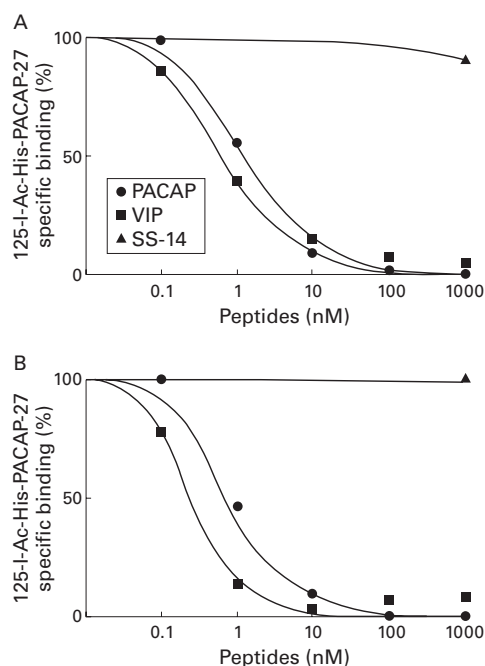 A
125-I-Ac-His-PACAP-27
specific binding (%)
100
50
0
PACAP
VIP
SS-14
0.1 1 10 100 1000
Peptides (nM)
B
125-I-Ac-His-PACAP-27
specific binding (%)
100
50
0
0.1 1 10 100 1000
Peptides (nM)